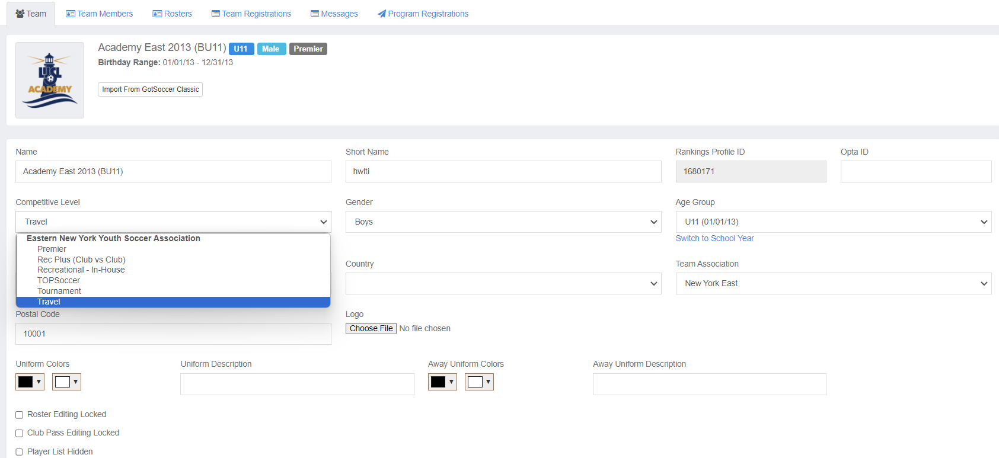 Team Team Members Rosters Team Registrations Messages Program Registrations
LIJSL
ACADEMY
Academy East 2013 (BU11) U11 Male Premier
Birthday Range: 01/01/13 - 12/31/13
Import From GotSoccer Classic
Name Short Name Rankings Profile ID Opta ID
Academy East 2013 (BU11) hwlti 1680171
Competitive Level Gender Age Group
Travel Boys U11 (01/01/13)
Switch to School Year
Eastern New York Youth Soccer Association
Premier
Rec Plus (Club vs Club)
Recreational - In-House
TOPSoccer
Tournament
Travel
Country Team Association
New York East
Postal Code Logo
10001 Choose File No file chosen
Uniform Colors Uniform Description Away Uniform Colors Away Uniform Description
Roster Editing Locked
Club Pass Editing Locked
Player List Hidden